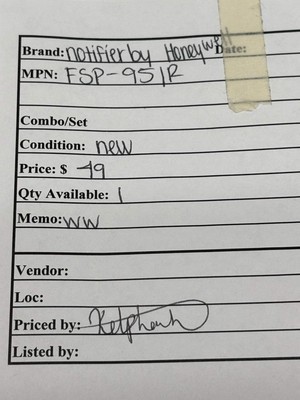 Brand: notifier by Honeywell Date:
MPN: FSP-951R
Combo/Set
Condition: new
Price: $ 49
Qty Available: 1
Memo: WW
Vendor:
Loc:
Priced by:
Listed by: